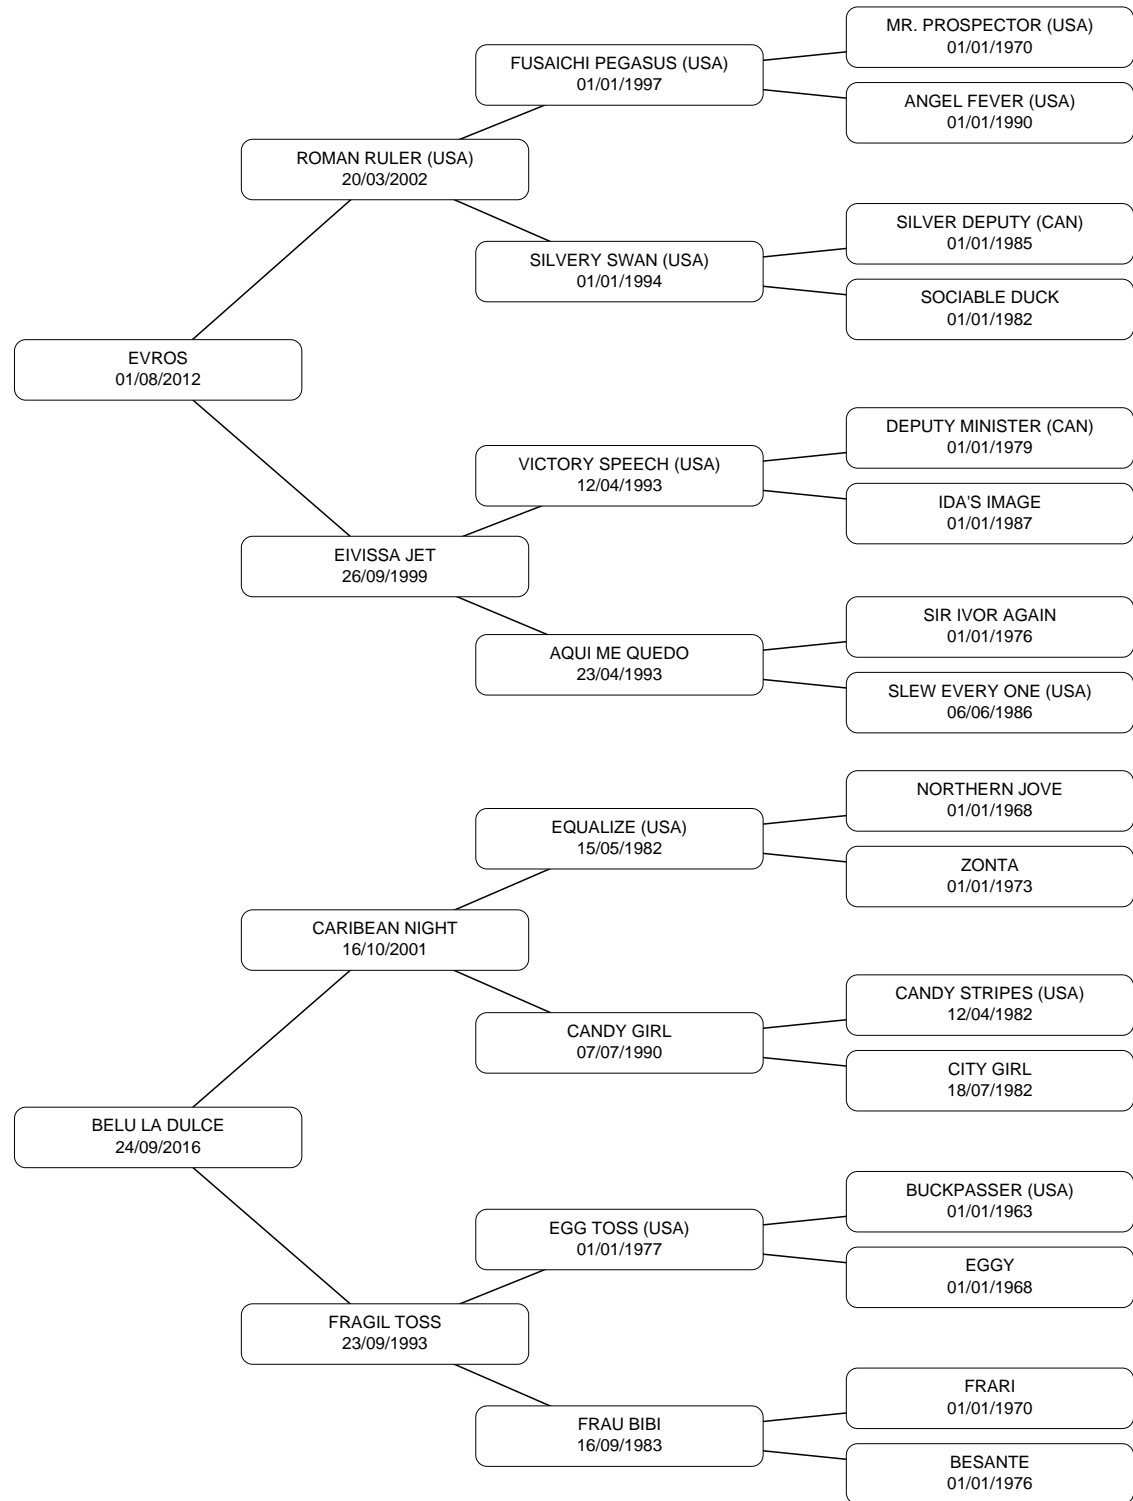 MR. PROSPECTOR (USA)
01/01/1970
FUSAICHI PEGASUS (USA)
01/01/1997
ANGEL FEVER (USA)
01/01/1990
ROMAN RULER (USA)
20/03/2002
SILVER DEPUTY (CAN)
01/01/1985
SILVERY SWAN (USA)
01/01/1994
SOCIABLE DUCK
01/01/1982
EVROS
01/08/2012
DEPUTY MINISTER (CAN)
01/01/1979
VICTORY SPEECH (USA)
12/04/1993
IDA'S IMAGE
01/01/1987
EIVISSA JET
26/09/1999
SIR IVOR AGAIN
01/01/1976
AQUI ME QUEDO
23/04/1993
SLEW EVERY ONE (USA)
06/06/1986
NORTHERN JOVE
01/01/1968
EQUALIZE (USA)
15/05/1982
ZONTA
01/01/1973
CARIBEAN NIGHT
16/10/2001
CANDY STRIPES (USA)
12/04/1982
CANDY GIRL
07/07/1990
CITY GIRL
18/07/1982
BELU LA DULCE
24/09/2016
BUCKPASSER (USA)
01/01/1963
EGG TOSS (USA)
01/01/1977
EGGY
01/01/1968
FRAGIL TOSS
23/09/1993
FRARI
01/01/1970
FRAU BIBI
16/09/1983
BESANTE
01/01/1976